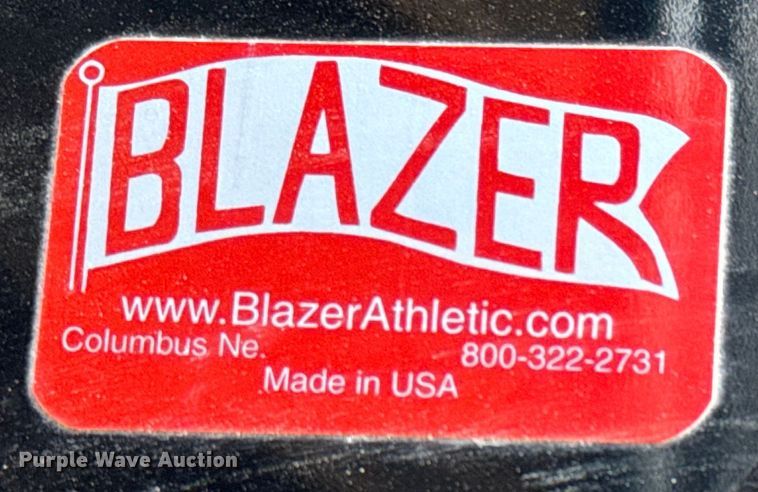 BLAZER
www.BlazerAthletic.com
Columbus Ne. 800-322-2731
Made in USA
Purple Wave Auction